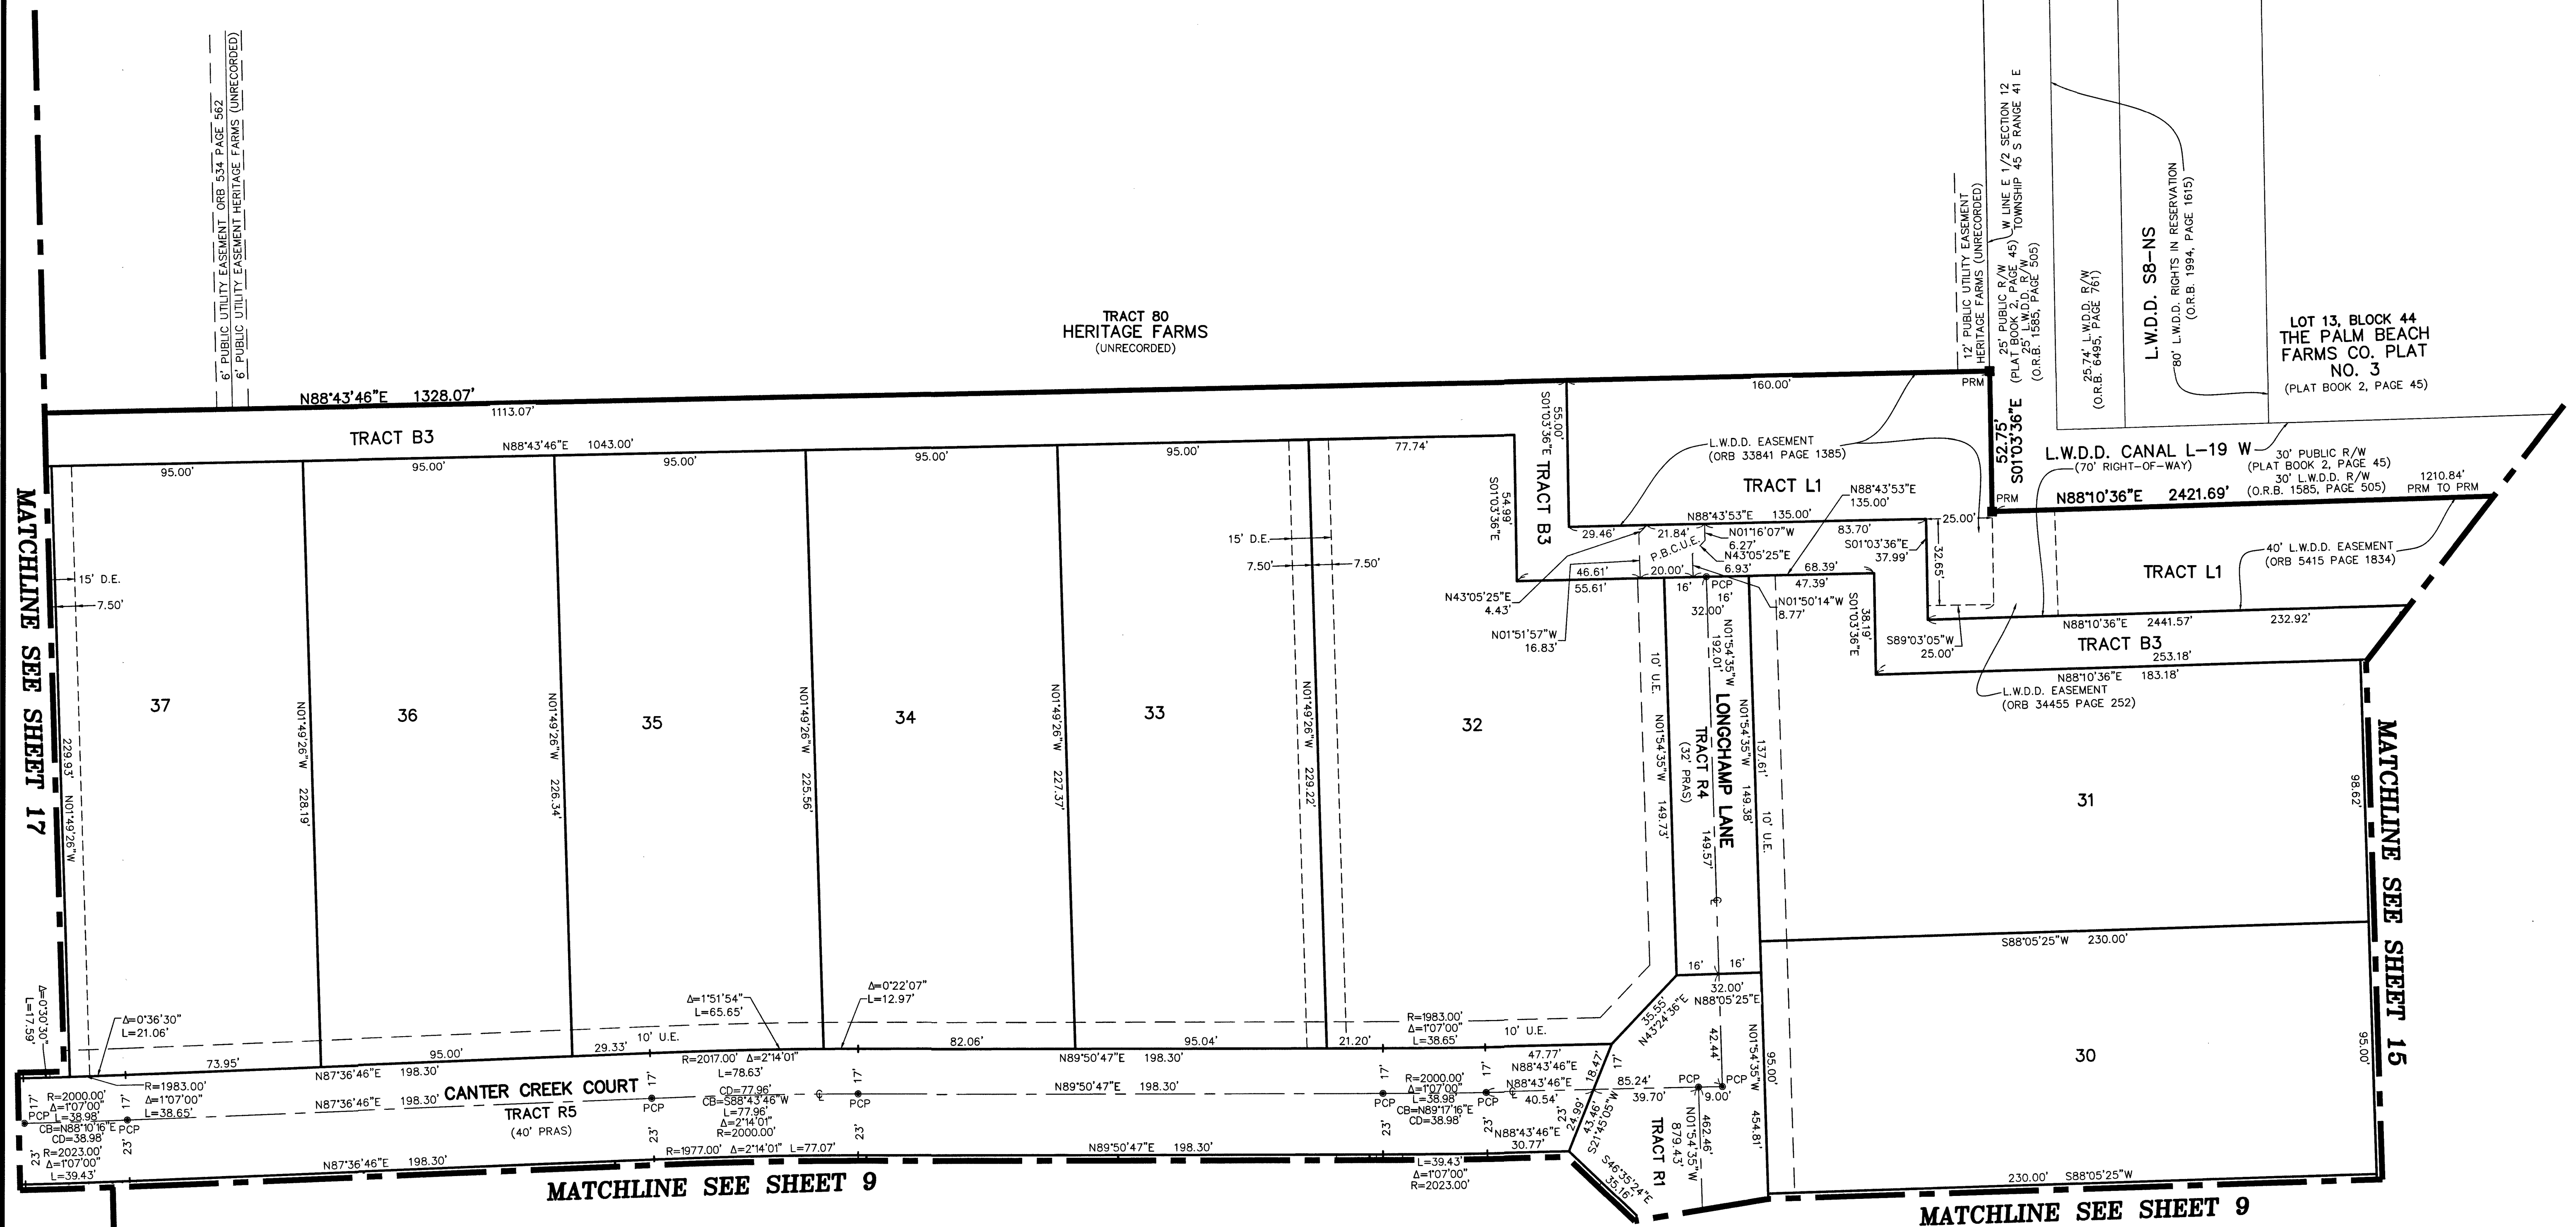 6' PUBLIC UTILITY EASEMENT ORB 534 PAGE 562
6' PUBLIC UTILITY EASEMENT HERITAGE FARMS (UNRECORDED)
TRACT 80
HERITAGE FARMS
(UNRECORDED)
12' PUBLIC UTILITY EASEMENT
HERITAGE FARMS (UNRECORDED)
W LINE E 1/2 SECTION 12
TOWNSHIP 45 S RANGE 41 E
25' PUBLIC R/W
(PLAT BOOK 2, PAGE 45)
25' L.W.D.D. R/W
(O.R.B. 1585, PAGE 505)
25.74' L.W.D.D. R/W
(O.R.B. 6495, PAGE 761)
L.W.D.D. S8-NS
80' L.W.D.D. RIGHTS IN RESERVATION
(O.R.B. 1994, PAGE 1615)
LOT 13, BLOCK 44
THE PALM BEACH
FARMS CO. PLAT
NO. 3
(PLAT BOOK 2, PAGE 45)
N88°43'46"E 1328.07'
1113.07'
160.00'
PRM
52.75'
S01°03'36"E
PRM
TRACT B3
N88°43'46"E 1043.00'
95.00'
95.00'
95.00'
95.00'
95.00'
77.74'
55.00'
S01°03'36"E
TRACT B3
54.99'
S01°03'36"E
L.W.D.D. EASEMENT
(ORB 33841 PAGE 1385)
TRACT L1
N88°43'53"E
135.00'
N88°43'53"E 135.00'
L.W.D.D. CANAL L-19 W
(70' RIGHT-OF-WAY)
30' PUBLIC R/W
(PLAT BOOK 2, PAGE 45)
30' L.W.D.D. R/W
(O.R.B. 1585, PAGE 505)
1210.84'
PRM TO PRM
N88°10'36"E 2421.69'
29.46'
21.84'
83.70'
25.00'
P.B.C.U.E.
N01°16'07"W
6.27'
N43°05'25"E
6.93'
S01°03'36"E
37.99'
32.65'
40' L.W.D.D. EASEMENT
(ORB 5415 PAGE 1834)
TRACT L1
46.61'
20.00'
68.39'
55.61'
16'
PCP
16'
32.00'
47.39'
N43°05'25"E
4.43'
N01°50'14"W
8.77'
N01°51'57"W
16.83'
38.19'
S01°03'36"E
S89°03'05"W
25.00'
N88°10'36"E 2441.57'
232.92'
TRACT B3
253.18'
N88°10'36"E 183.18'
L.W.D.D. EASEMENT
(ORB 34455 PAGE 252)
MATCHLINE SEE SHEET 17
15' D.E.
7.50'
15' D.E.
7.50'
7.50'
37
36
35
34
33
32
31
30
229.93' N01°49'26"W
N01°49'26"W 228.19'
N01°49'26"W 226.34'
N01°49'26"W 225.56'
N01°49'26"W 227.37'
N01°49'26"W 229.22'
10' U.E.
N01°54'35"W 149.73'
N01°54'35"W
192.01'
LONGCHAMP LANE
TRACT R4
(32' PRAS)
149.57'
N01°54'35"W 149.38'
137.61'
10' U.E.
98.62'
MATCHLINE SEE SHEET 15
S88°05'25"W 230.00'
95.00'
16'
16'
32.00'
N88°05'25"E
35.55'
N43°24'36"E
42.44'
N01°54'35"W 454.81'
95.00'
Δ=0°30'30"
L=17.59'
Δ=0°36'30"
L=21.06'
Δ=1°51'54"
L=65.65'
Δ=0°22'07"
L=12.97'
R=1983.00'
Δ=1°07'00"
L=38.65'
10' U.E.
73.95'
95.00'
29.33'
10' U.E.
82.06'
95.04'
21.20'
47.77'
N88°43'46"E
N87°36'46"E 198.30'
R=2017.00' Δ=2°14'01"
L=78.63'
N89°50'47"E 198.30'
R=1983.00'
Δ=1°07'00"
L=38.65'
17'
PCP
R=2000.00'
Δ=1°07'00"
L=38.98'
CB=N88°10'16"E
CD=38.98'
17'
PCP
N87°36'46"E 198.30'
CANTER CREEK COURT
TRACT R5
(40' PRAS)
17'
PCP
CD=77.96'
CB=S88°43'46"W
L=77.96'
Δ=2°14'01"
R=2000.00'
17'
PCP
N89°50'47"E 198.30'
17'
PCP
R=2000.00'
Δ=1°07'00"
L=38.98'
CB=N89°17'16"E
CD=38.98'
17'
N88°43'46"E
40.54'
18.47'
17'
85.24'
39.70'
PCP
PCP
9.00'
23'
23'
23'
23'
23'
23'
23'
24.99'
43.46'
S21°45'05"W
TRACT R1
462.46'
N01°54'35"W
879.43'
R=2023.00'
Δ=1°07'00"
L=39.43'
N87°36'46"E 198.30'
R=1977.00' Δ=2°14'01" L=77.07'
N89°50'47"E 198.30'
N88°43'46"E
30.77'
L=39.43'
Δ=1°07'00"
R=2023.00'
S46°35'24"E
35.16'
230.00' S88°05'25"W
MATCHLINE SEE SHEET 9
MATCHLINE SEE SHEET 9